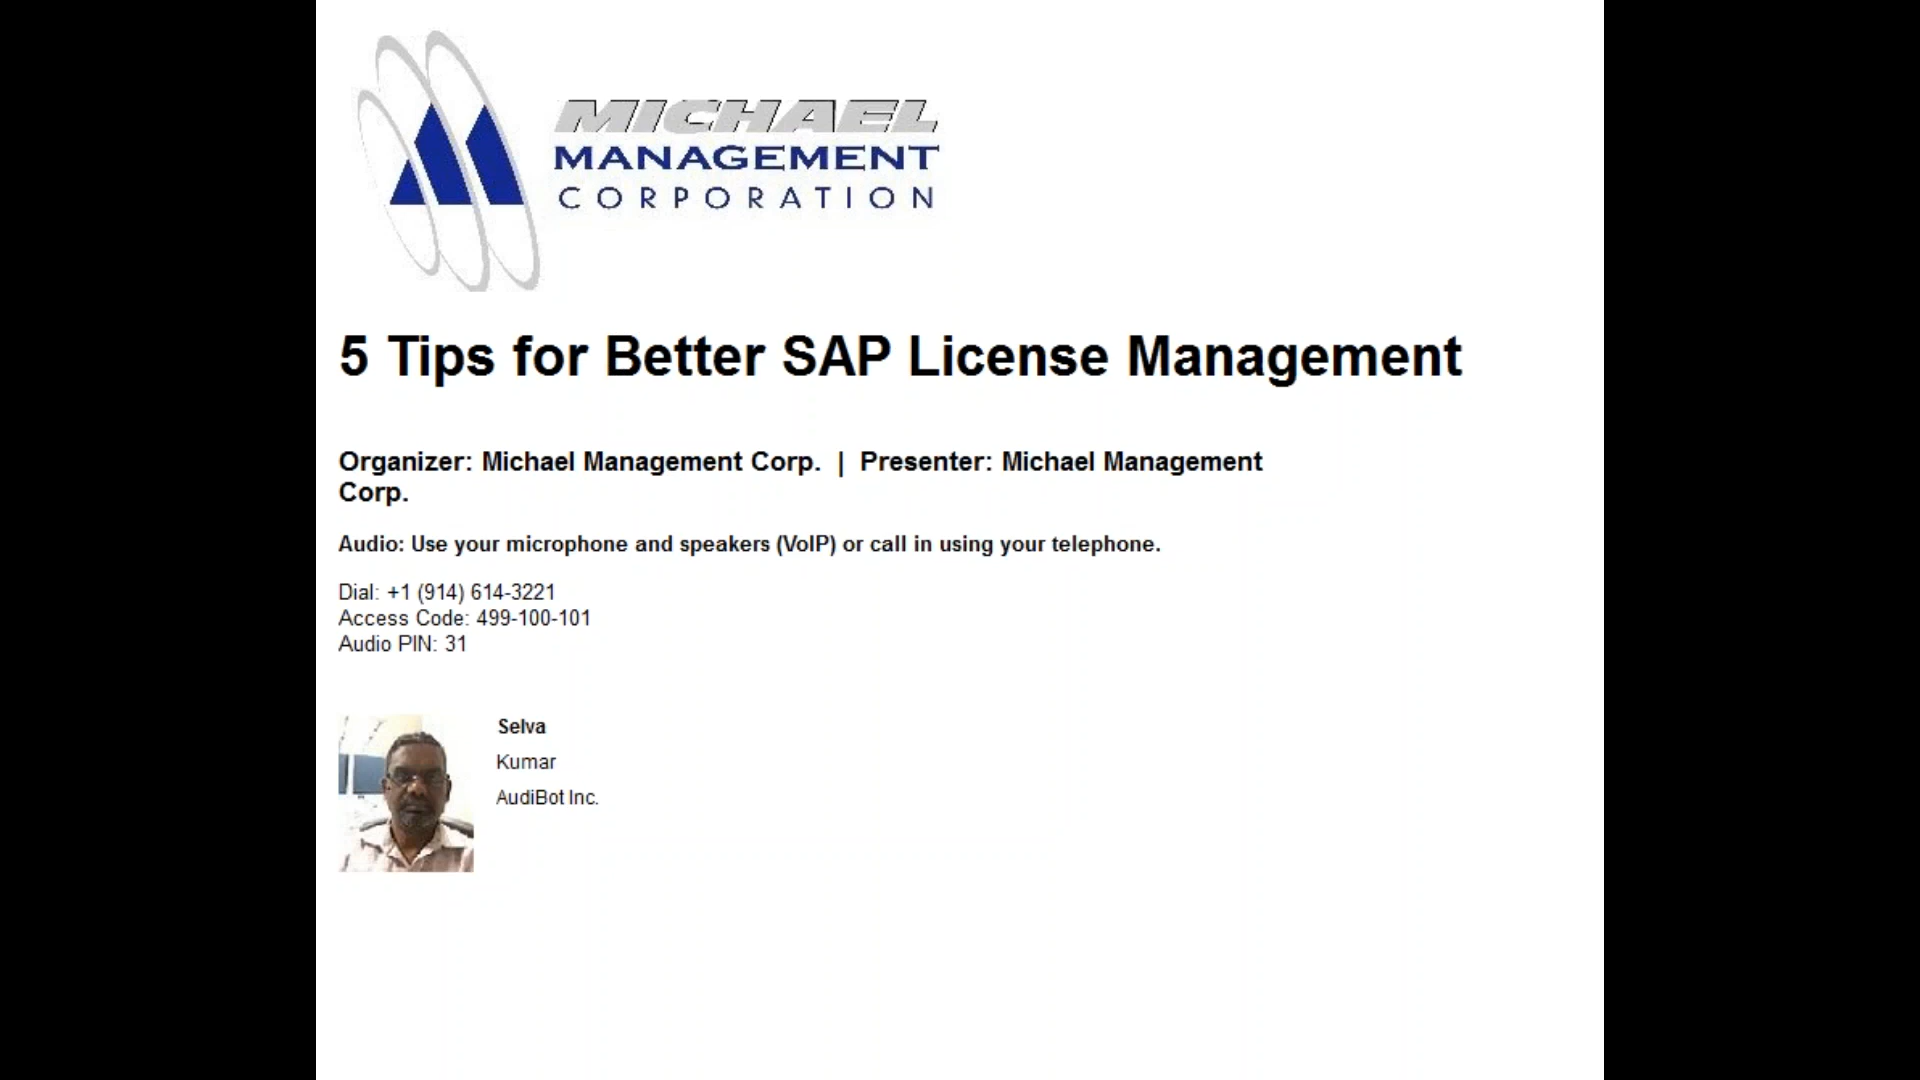 MICHAEL
MANAGEMENT
CORPORATION
5 Tips for Better SAP License Management
Organizer: Michael Management Corp. | Presenter: Michael Management
Corp.
Audio: Use your microphone and speakers (VoIP) or call in using your telephone.
Dial: +1 (914) 614-3221
Access Code: 499-100-101
Audio PIN: 31
Selva
Kumar
AudiBot Inc.